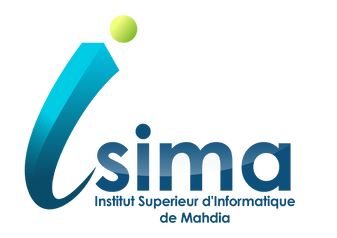 isima
Institut Superieur d'Informatique
de Mahdia